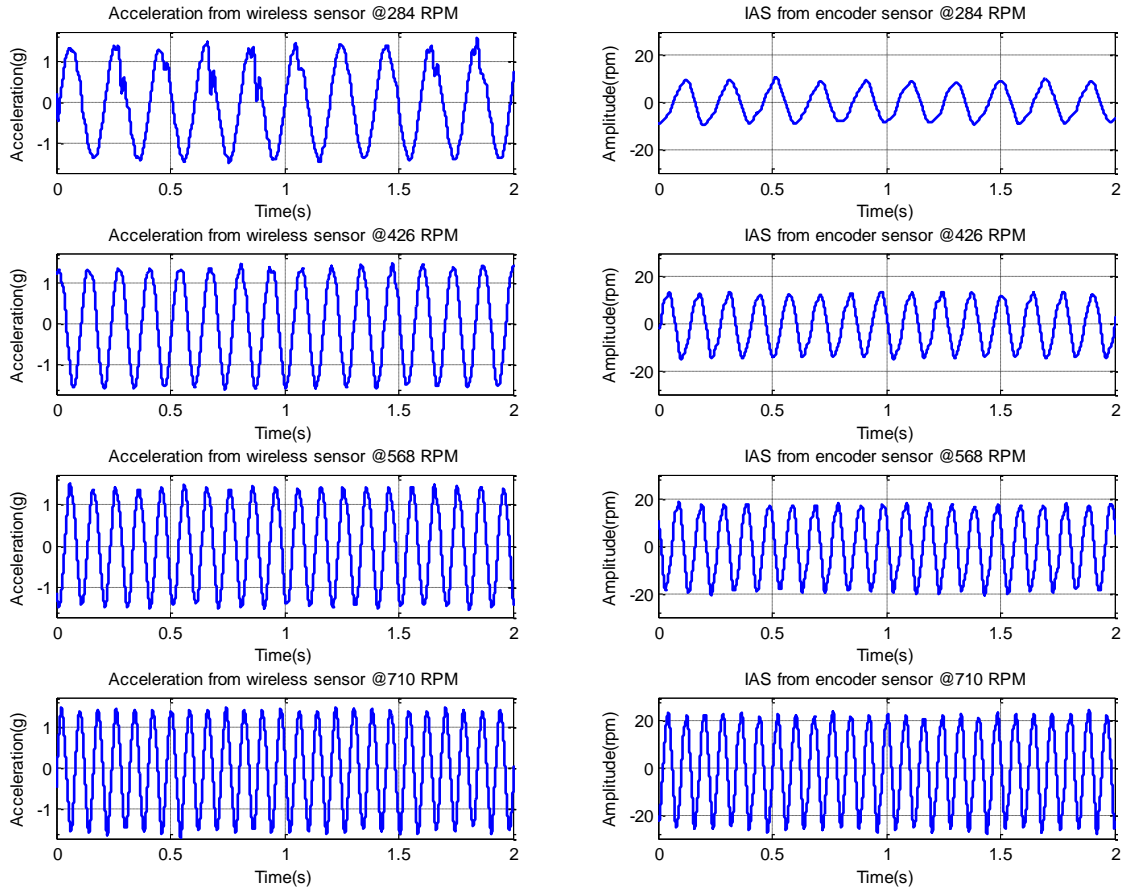 Acceleration from wireless sensor @284 RPM
Acceleration(g)
1
0
-1
0 0.5 1 1.5 2
Time(s)
IAS from encoder sensor @284 RPM
Amplitude(rpm)
20
0
-20
0 0.5 1 1.5 2
Time(s)
Acceleration from wireless sensor @426 RPM
Acceleration(g)
1
0
-1
0 0.5 1 1.5 2
Time(s)
IAS from encoder sensor @426 RPM
Amplitude(rpm)
20
0
-20
0 0.5 1 1.5 2
Time(s)
Acceleration from wireless sensor @568 RPM
Acceleration(g)
1
0
-1
0 0.5 1 1.5 2
Time(s)
IAS from encoder sensor @568 RPM
Amplitude(rpm)
20
0
-20
0 0.5 1 1.5 2
Time(s)
Acceleration from wireless sensor @710 RPM
Acceleration(g)
1
0
-1
0 0.5 1 1.5 2
Time(s)
IAS from encoder sensor @710 RPM
Amplitude(rpm)
20
0
-20
0 0.5 1 1.5 2
Time(s)